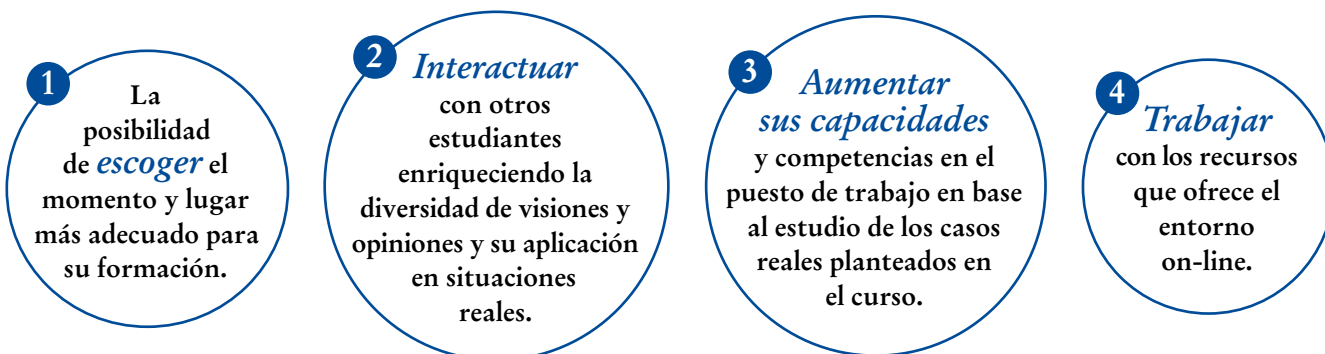 1
La
posibilidad
de escoger el
momento y lugar
más adecuado para
su formación.
2
Interactuar
con otros
estudiantes
enriqueciendo la
diversidad de visiones y
opiniones y su aplicación
en situaciones
reales.
3
Aumentar
sus capacidades
y competencias en el
puesto de trabajo en base
al estudio de los casos
reales planteados en
el curso.
4
Trabajar
con los recursos
que ofrece el
entorno
on-line.